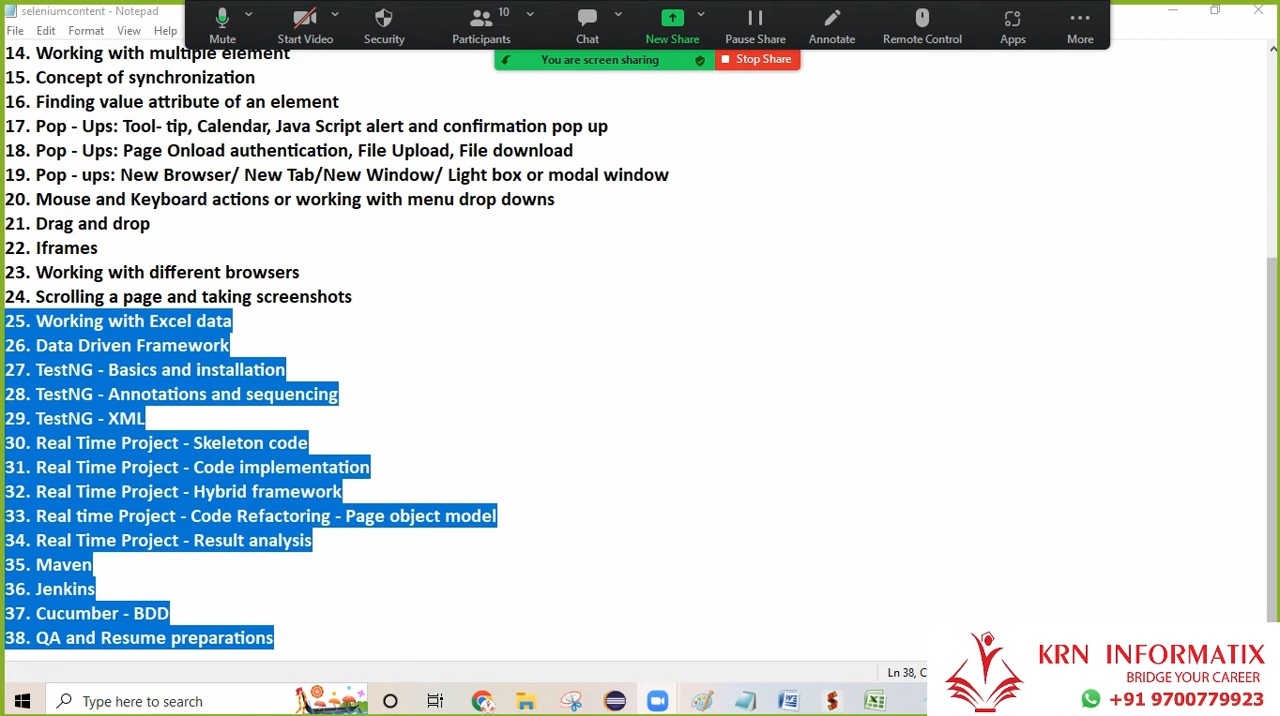 seleniumcontent - Notepad
File Edit Format View Help
Mute Start Video Security Participants 10 Chat New Share Pause Share Annotate Remote Control Apps More
You are screen sharing Stop Share
14. Working with multiple element
15. Concept of synchronization
16. Finding value attribute of an element
17. Pop - Ups: Tool- tip, Calendar, Java Script alert and confirmation pop up
18. Pop - Ups: Page Onload authentication, File Upload, File download
19. Pop - ups: New Browser/ New Tab/New Window/ Light box or modal window
20. Mouse and Keyboard actions or working with menu drop downs
21. Drag and drop
22. Iframes
23. Working with different browsers
24. Scrolling a page and taking screenshots
25. Working with Excel data
26. Data Driven Framework
27. TestNG - Basics and installation
28. TestNG - Annotations and sequencing
29. TestNG - XML
30. Real Time Project - Skeleton code
31. Real Time Project - Code implementation
32. Real Time Project - Hybrid framework
33. Real time Project - Code Refactoring - Page object model
34. Real Time Project - Result analysis
35. Maven
36. Jenkins
37. Cucumber - BDD
38. QA and Resume preparations
Ln 38, C
KRN INFORMATIX
BRIDGE YOUR CAREER
+91 9700779923
Type here to search